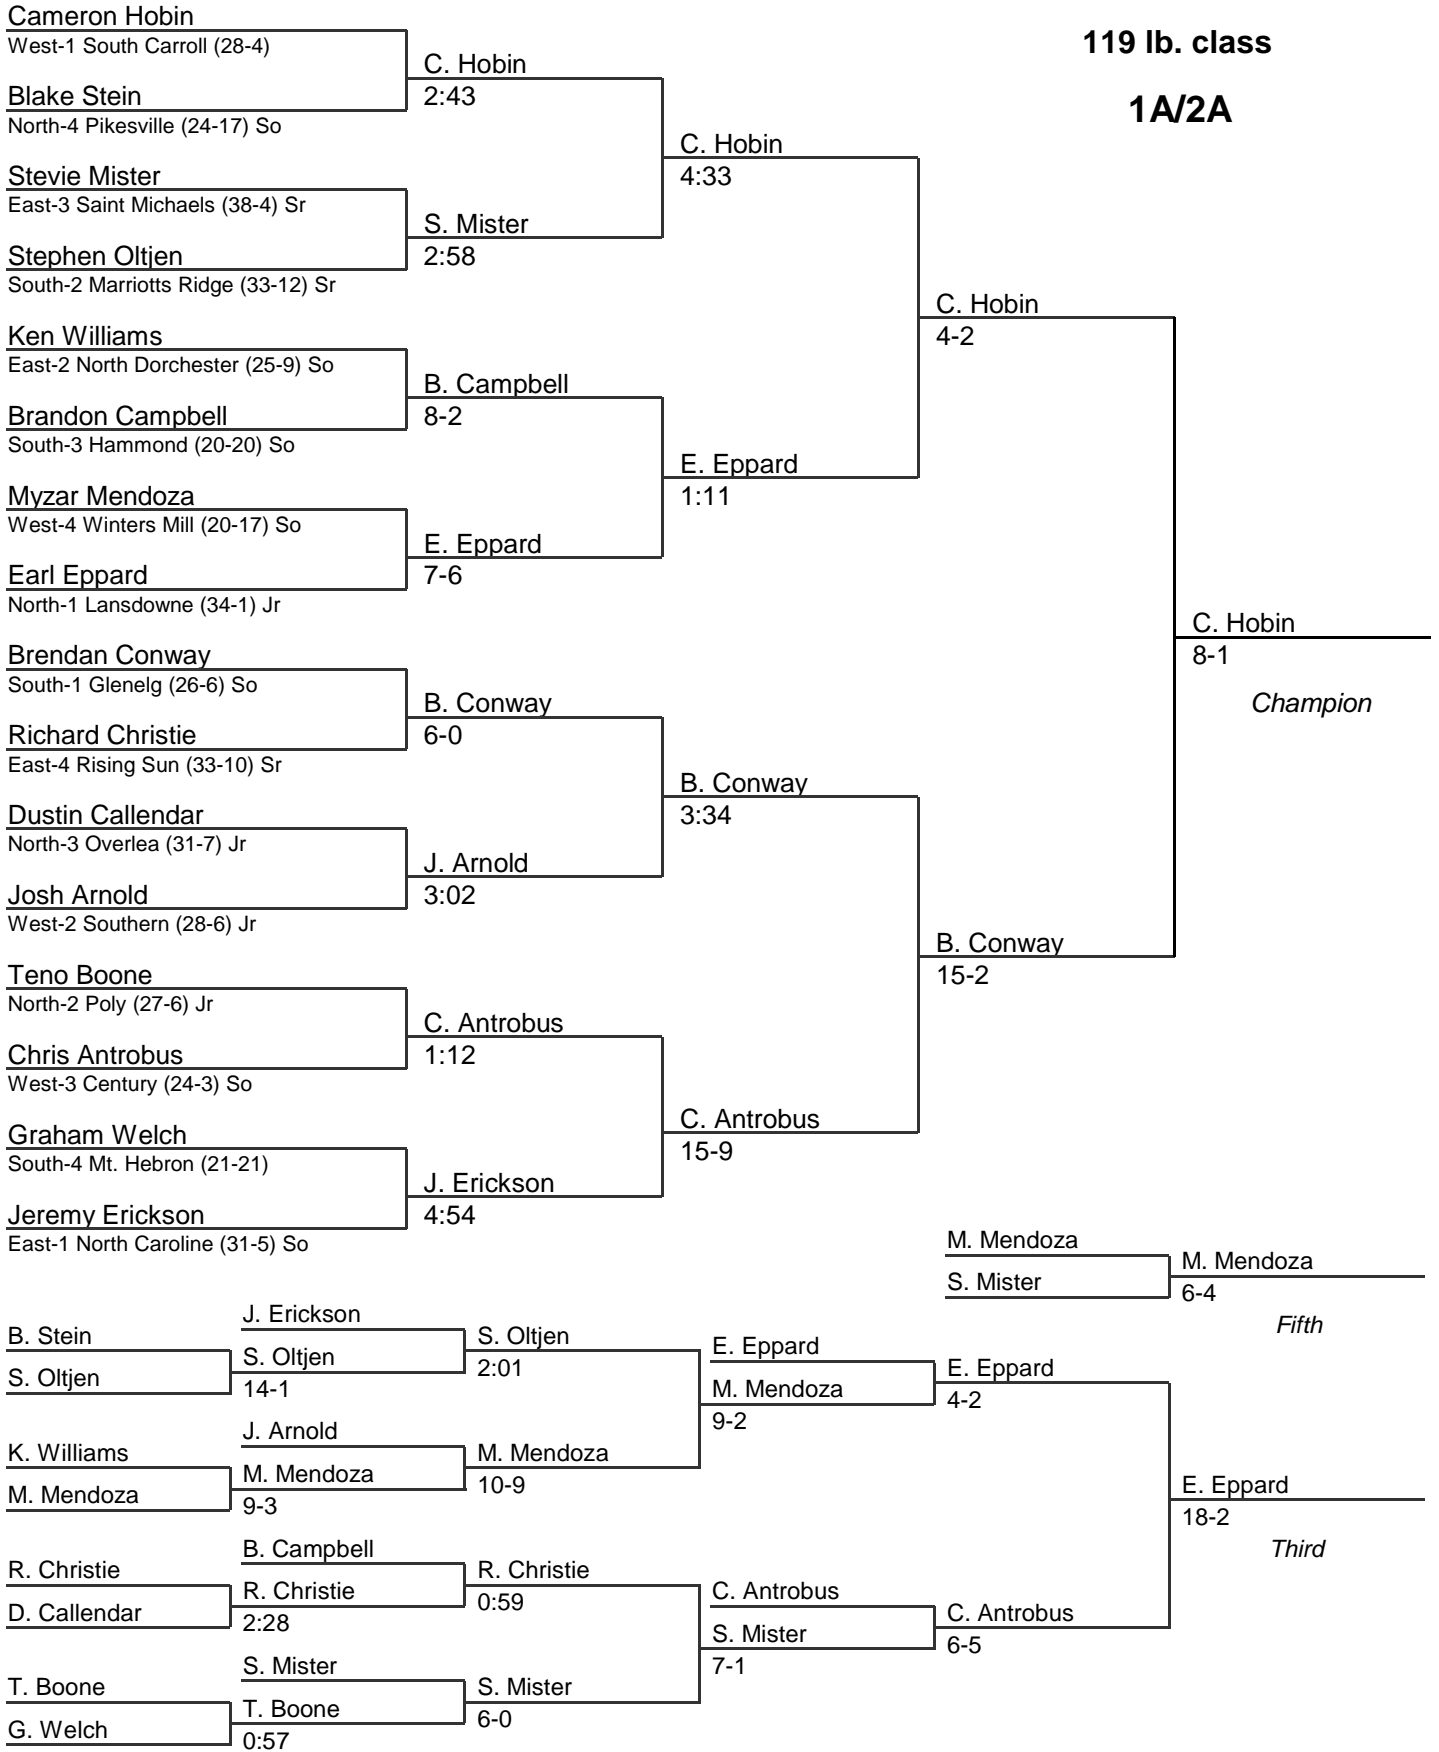 119 lb. class
1A/2A
Cameron Hobin
West-1 South Carroll (28-4)
Blake Stein
North-4 Pikesville (24-17) So
Stevie Mister
East-3 Saint Michaels (38-4) Sr
Stephen Oltjen
South-2 Marriotts Ridge (33-12) Sr
Ken Williams
East-2 North Dorchester (25-9) So
Brandon Campbell
South-3 Hammond (20-20) So
Myzar Mendoza
West-4 Winters Mill (20-17) So
Earl Eppard
North-1 Lansdowne (34-1) Jr
Brendan Conway
South-1 Glenelg (26-6) So
Richard Christie
East-4 Rising Sun (33-10) Sr
Dustin Callendar
North-3 Overlea (31-7) Jr
Josh Arnold
West-2 Southern (28-6) Jr
Teno Boone
North-2 Poly (27-6) Jr
Chris Antrobus
West-3 Century (24-3) So
Graham Welch
South-4 Mt. Hebron (21-21)
Jeremy Erickson
East-1 North Caroline (31-5) So
C. Hobin
2:43
S. Mister
2:58
B. Campbell
8-2
E. Eppard
7-6
B. Conway
6-0
J. Arnold
3:02
C. Antrobus
1:12
J. Erickson
4:54
C. Hobin
4:33
E. Eppard
1:11
B. Conway
3:34
C. Antrobus
15-9
C. Hobin
4-2
B. Conway
15-2
C. Hobin
8-1
Champion
M. Mendoza
S. Mister
M. Mendoza
6-4
Fifth
B. Stein
S. Oltjen
K. Williams
M. Mendoza
R. Christie
D. Callendar
T. Boone
G. Welch
J. Erickson
S. Oltjen
14-1
J. Arnold
M. Mendoza
9-3
B. Campbell
R. Christie
2:28
S. Mister
T. Boone
0:57
S. Oltjen
2:01
M. Mendoza
10-9
R. Christie
0:59
S. Mister
6-0
E. Eppard
M. Mendoza
9-2
C. Antrobus
S. Mister
7-1
E. Eppard
4-2
C. Antrobus
6-5
E. Eppard
18-2
Third